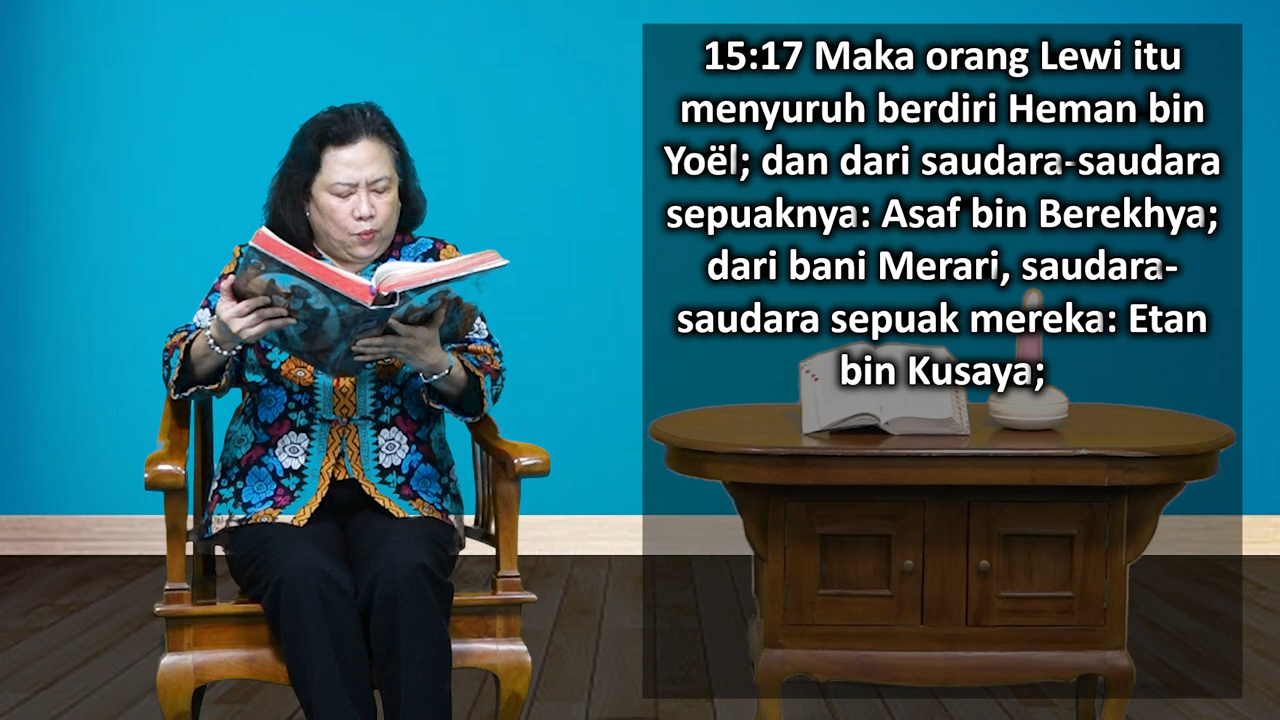 15:17 Maka orang Lewi itu
menyuruh berdiri Heman bin
Yoël; dan dari saudara-saudara
sepuaknya: Asaf bin Berekhya;
dari bani Merari, saudara-
saudara sepuak mereka: Etan
bin Kusaya;